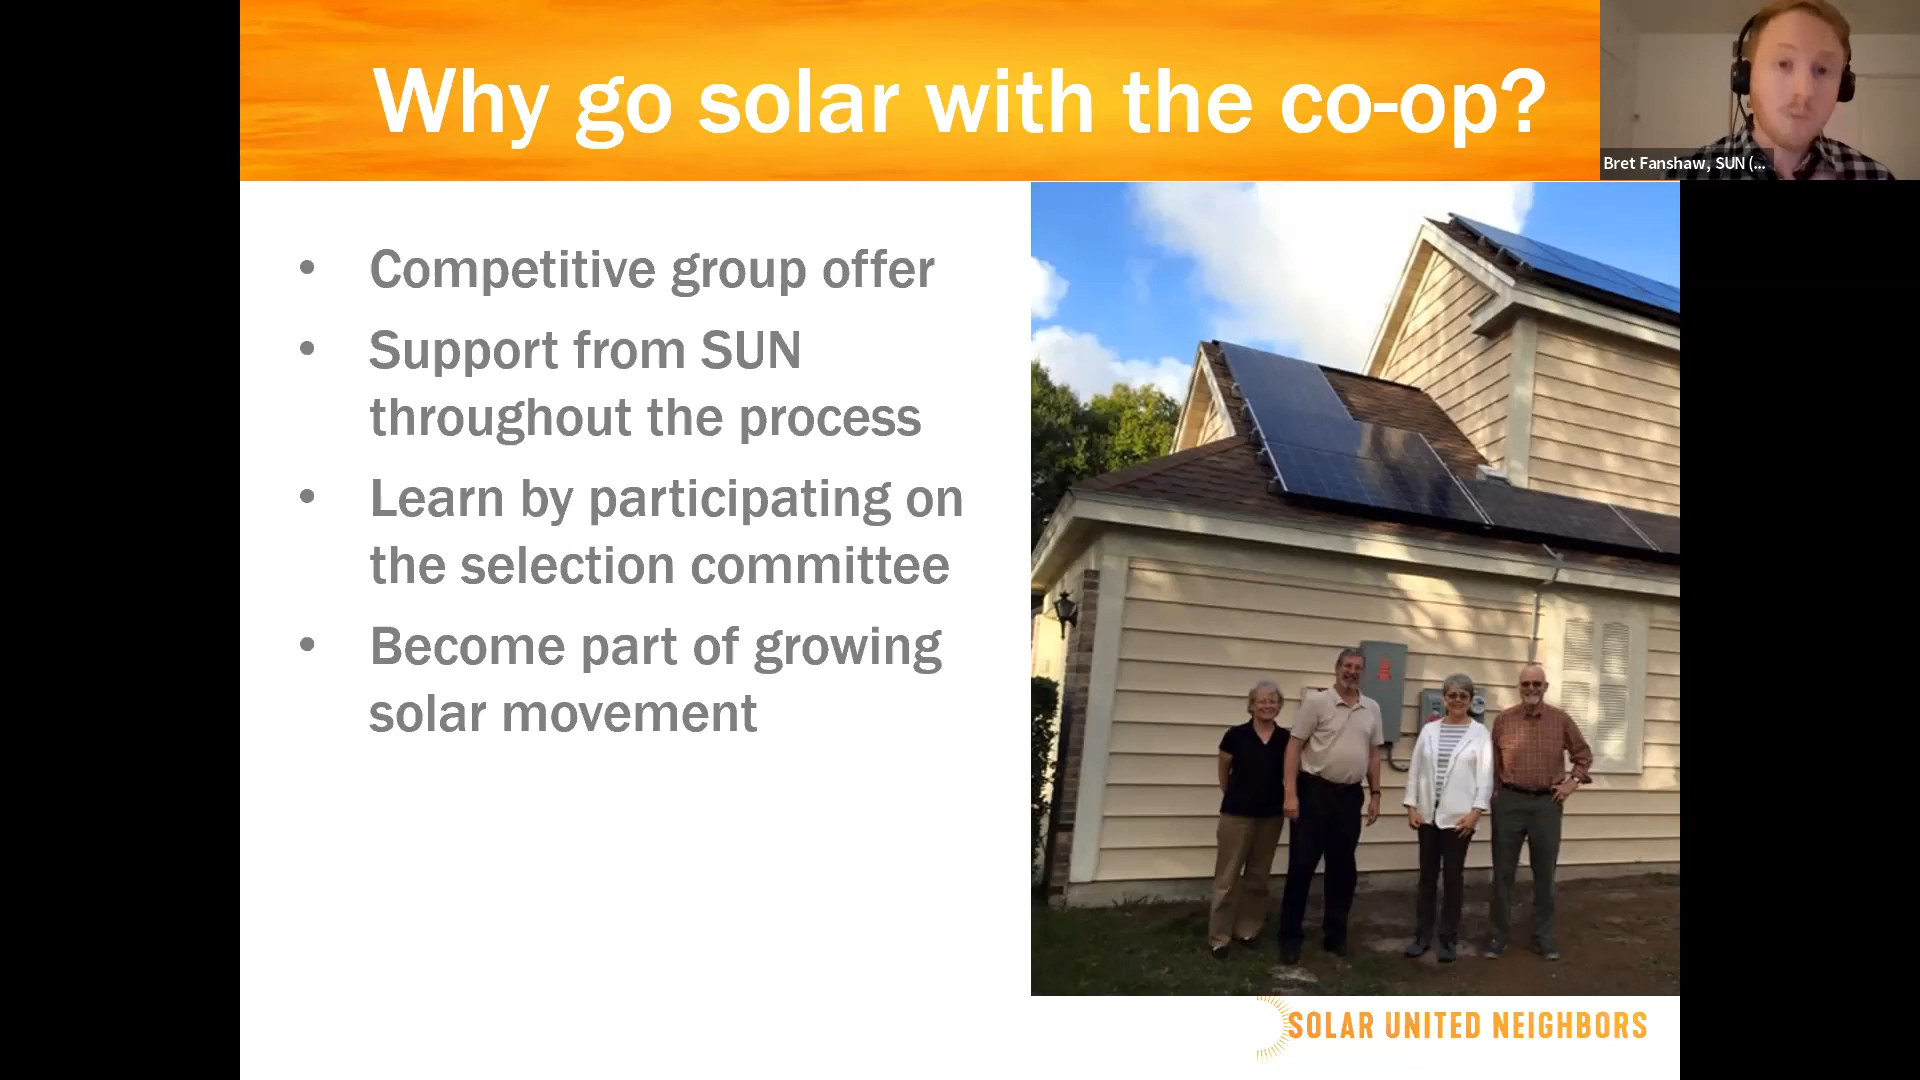 Why go solar with the co-op?
Bret Fanshaw, SUN (...
• Competitive group offer
• Support from SUN
throughout the process
• Learn by participating on
the selection committee
• Become part of growing
solar movement
SOLAR UNITED NEIGHBORS